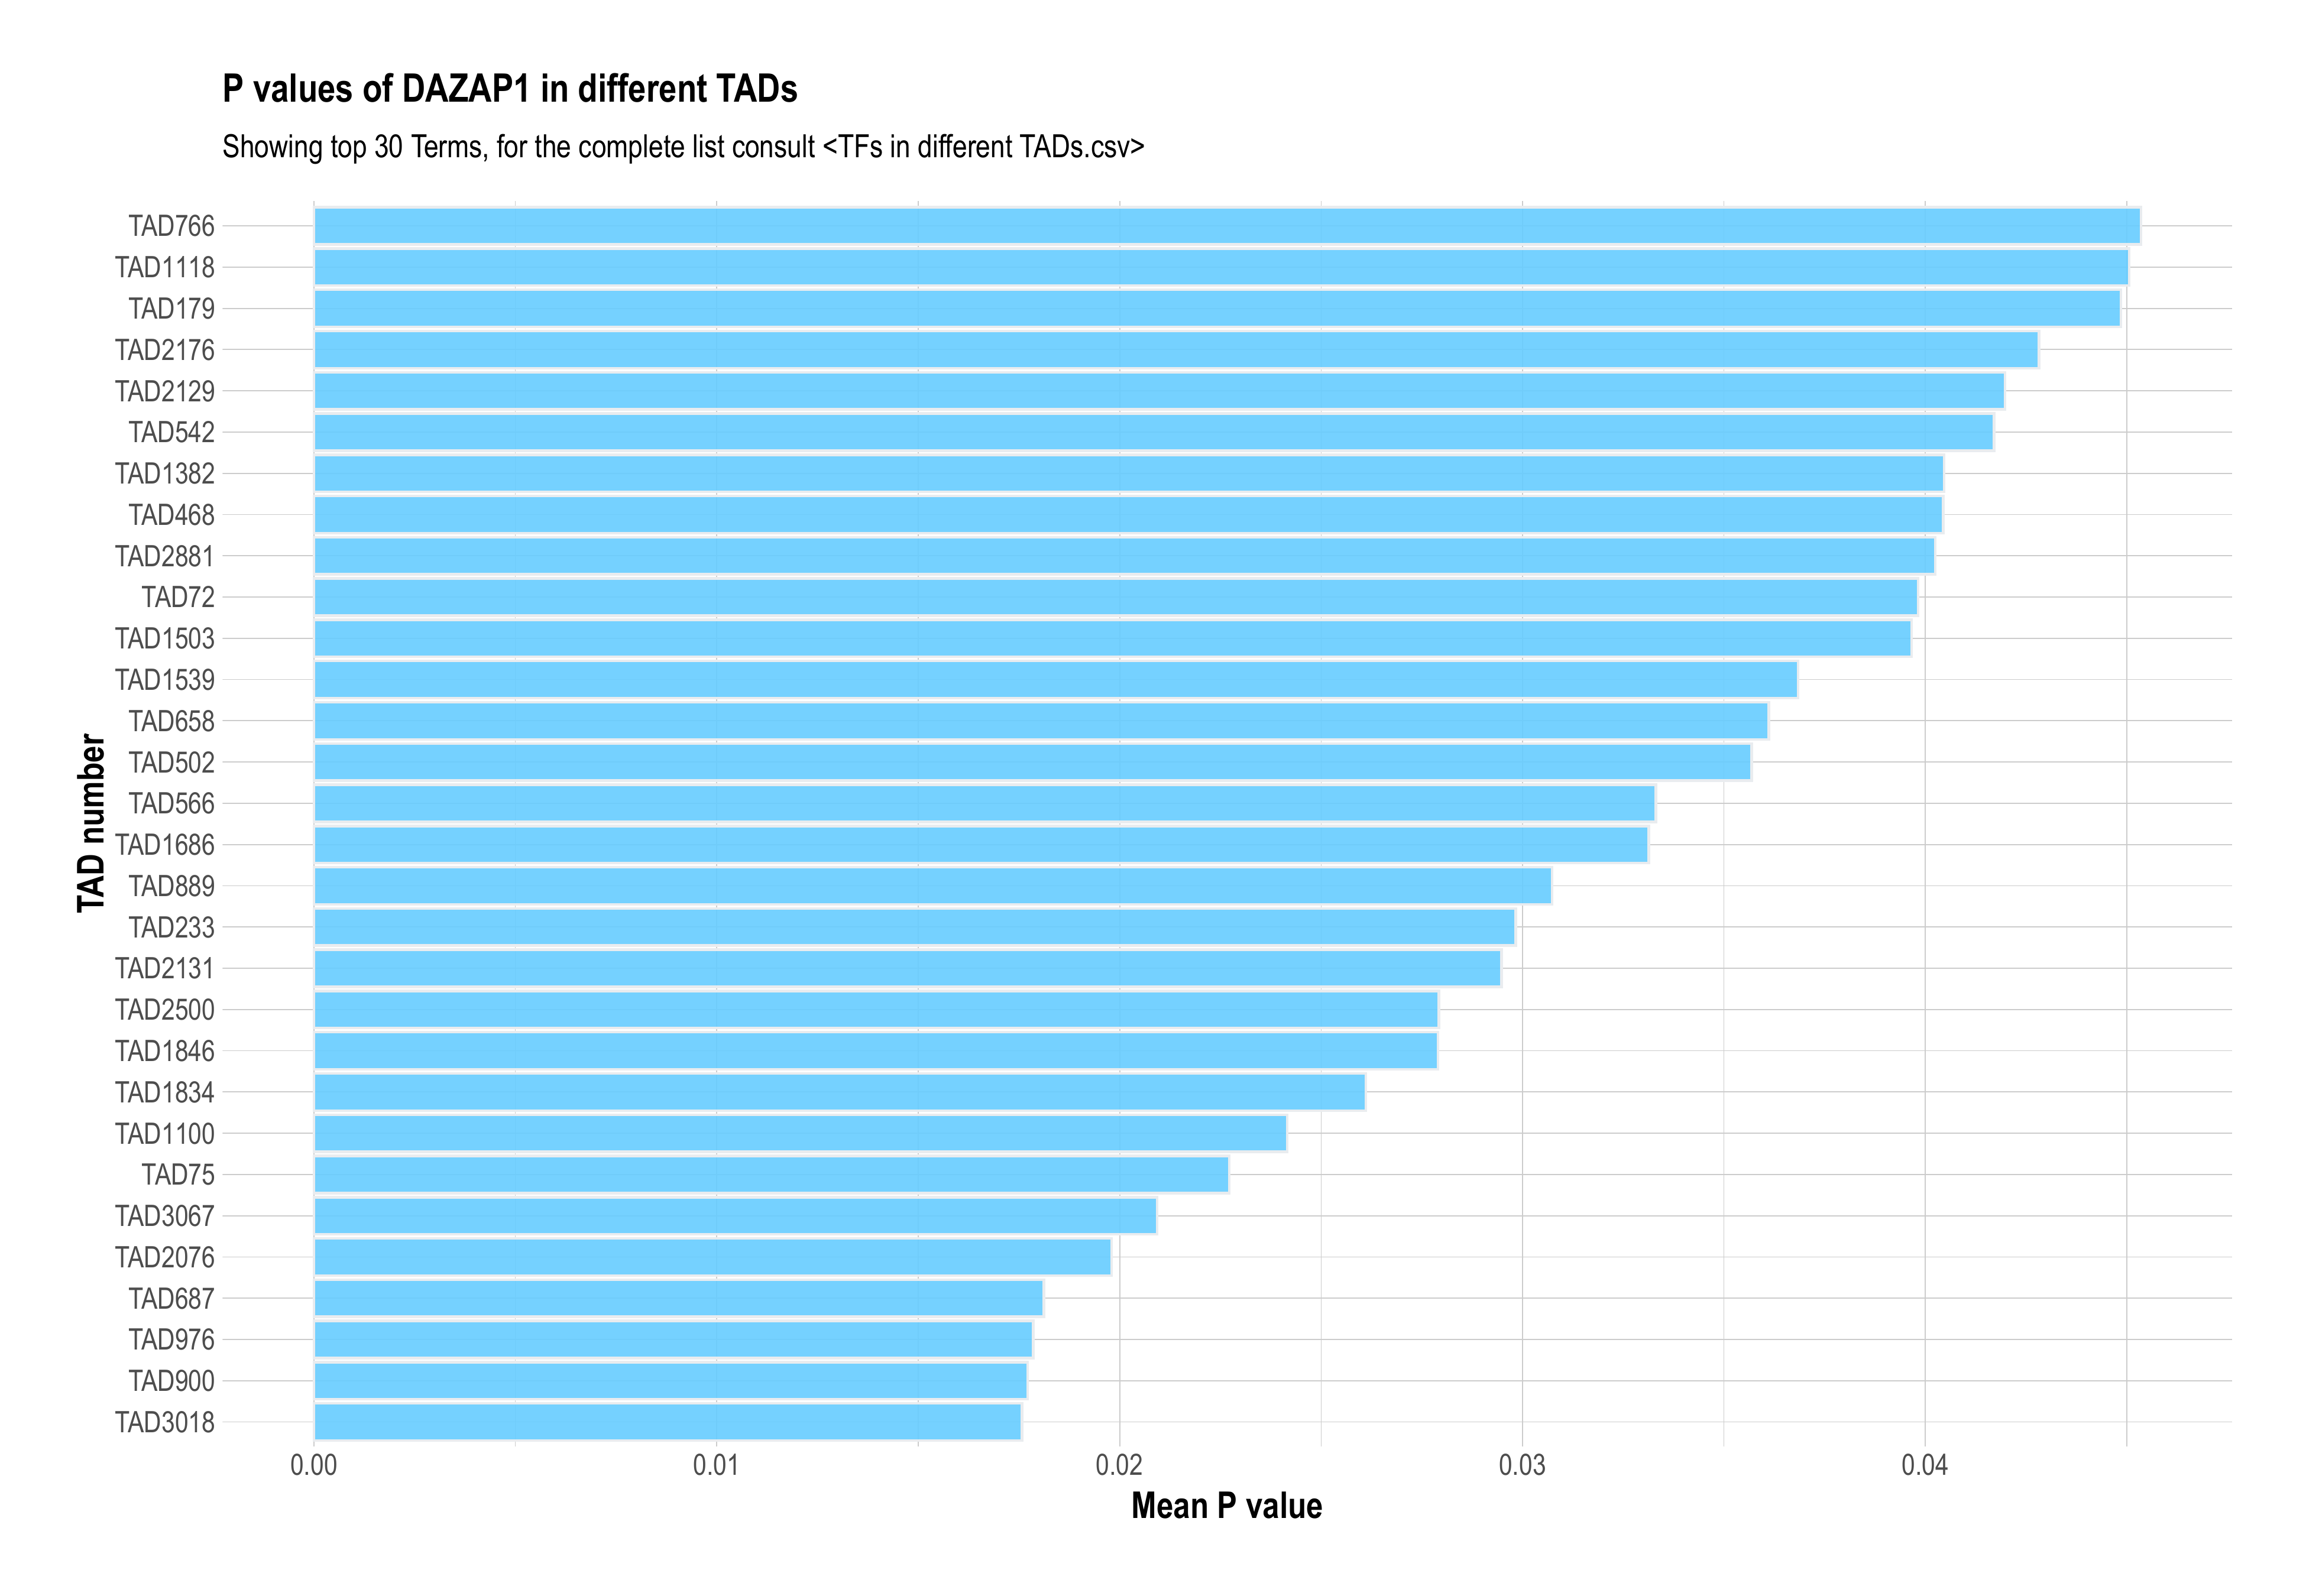 P values of DAZAP1 in different TADs
Showing top 30 Terms, for the complete list consult <TFs in different TADs.csv>
TAD number
TAD766
TAD1118
TAD179
TAD2176
TAD2129
TAD542
TAD1382
TAD468
TAD2881
TAD72
TAD1503
TAD1539
TAD658
TAD502
TAD566
TAD1686
TAD889
TAD233
TAD2131
TAD2500
TAD1846
TAD1834
TAD1100
TAD75
TAD3067
TAD2076
TAD687
TAD976
TAD900
TAD3018
0.00 0.01 0.02 0.03 0.04
Mean P value